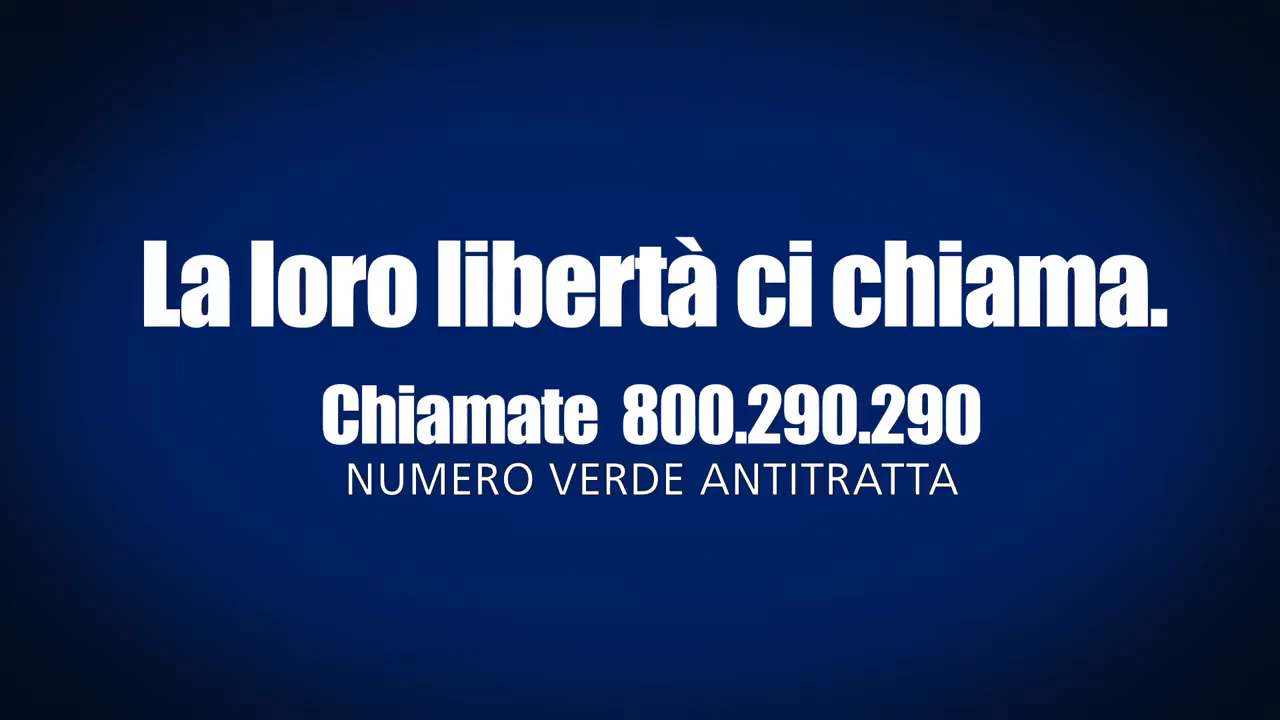 La loro libertà ci chiama.
Chiamate 800.290.290
NUMERO VERDE ANTITRATTA